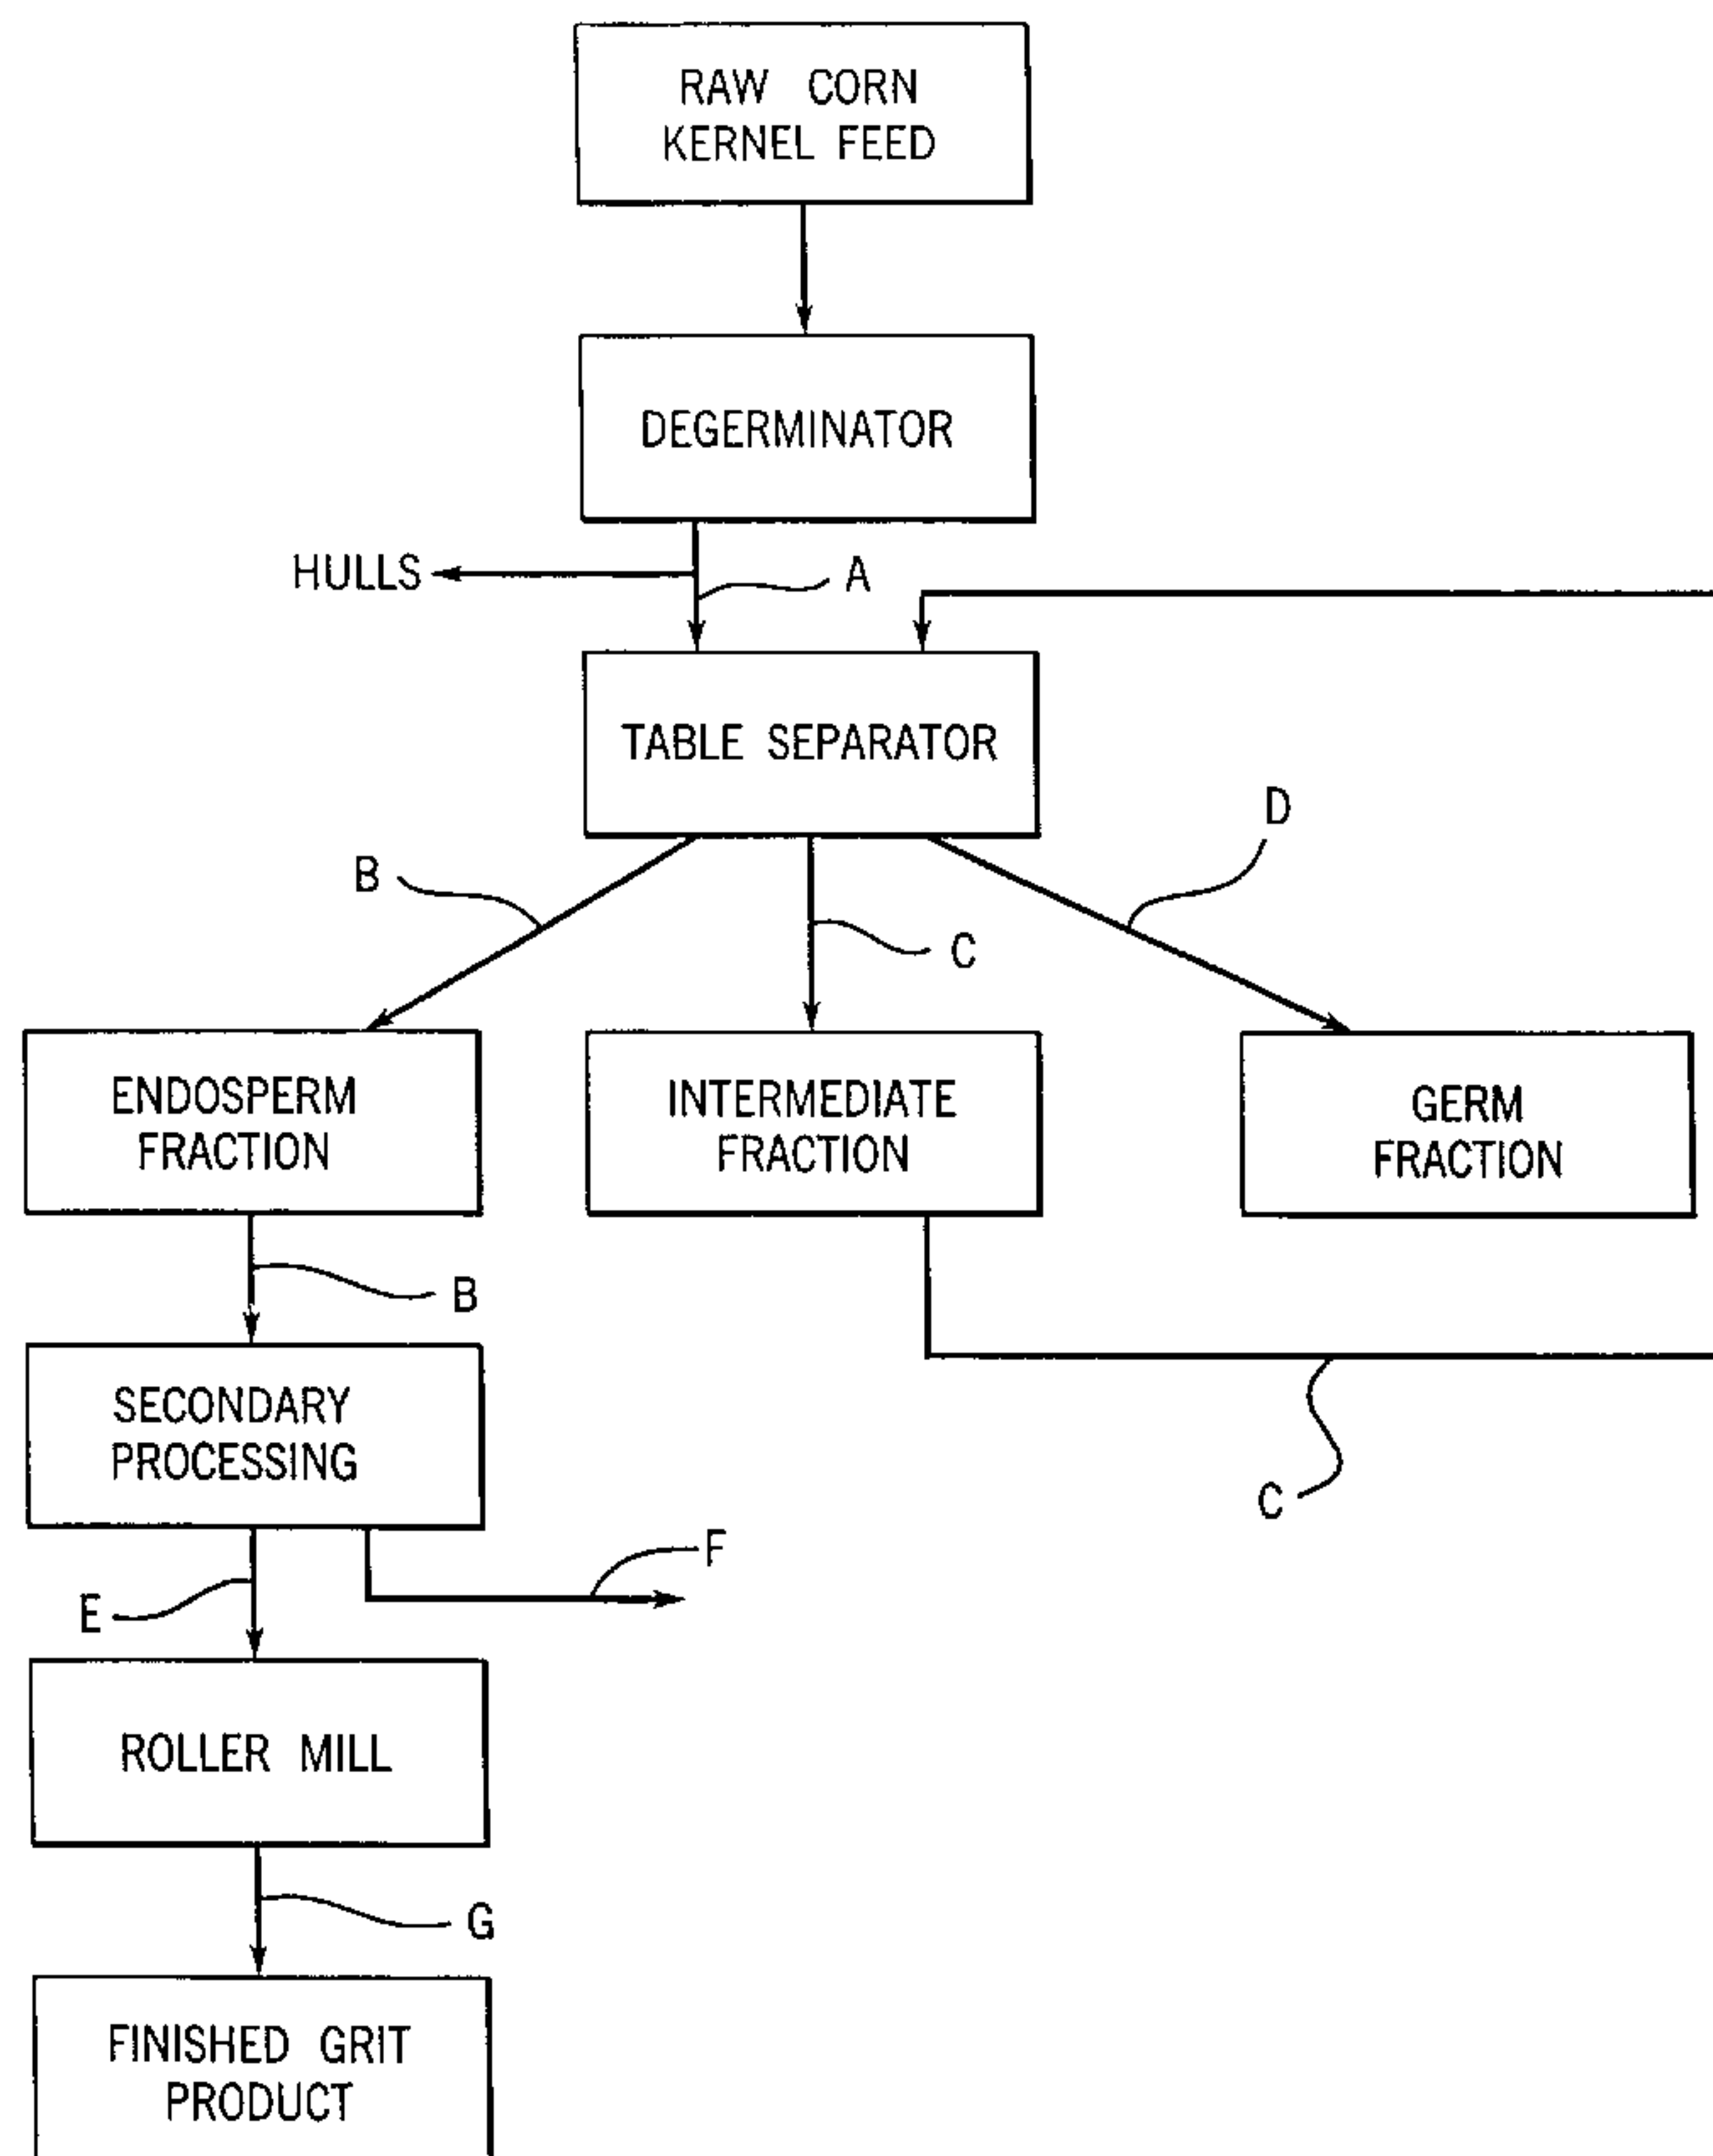 RAW CORN
KERNEL FEED
DEGERMINATOR
HULLS
A
TABLE SEPARATOR
D
B
C
ENDOSPERM
FRACTION
INTERMEDIATE
FRACTION
GERM
FRACTION
B
SECONDARY
PROCESSING
C
F
E
ROLLER MILL
G
FINISHED GRIT
PRODUCT